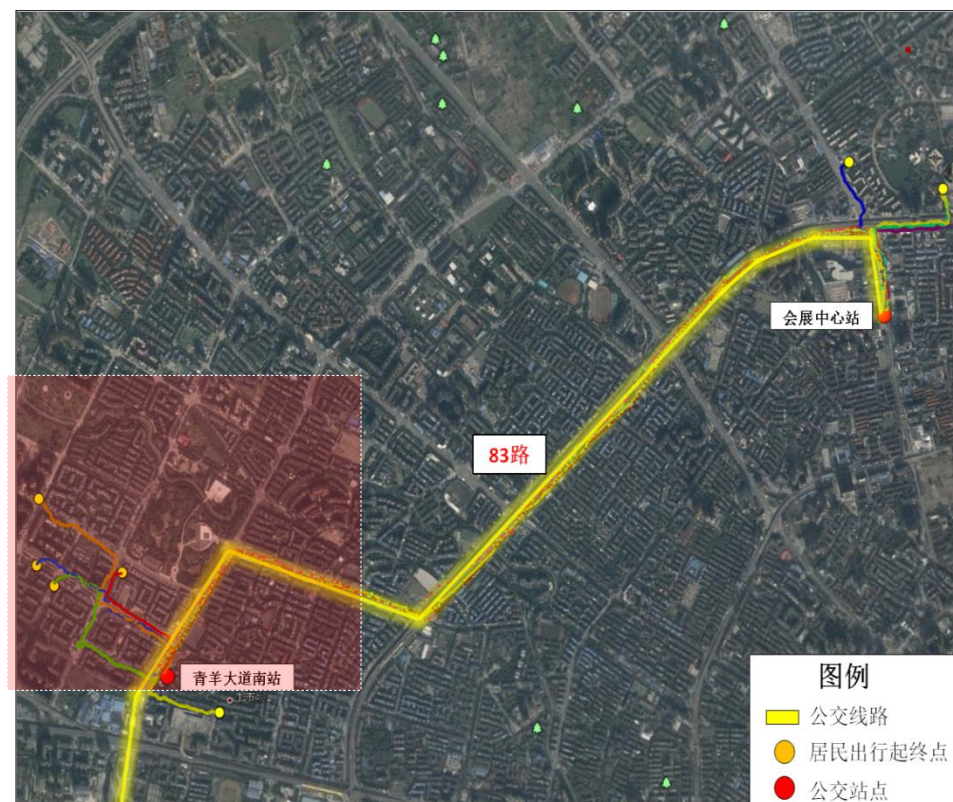 会展中心站
83路
青羊大道南站
图例
公交线路
居民出行起终点
公交站点